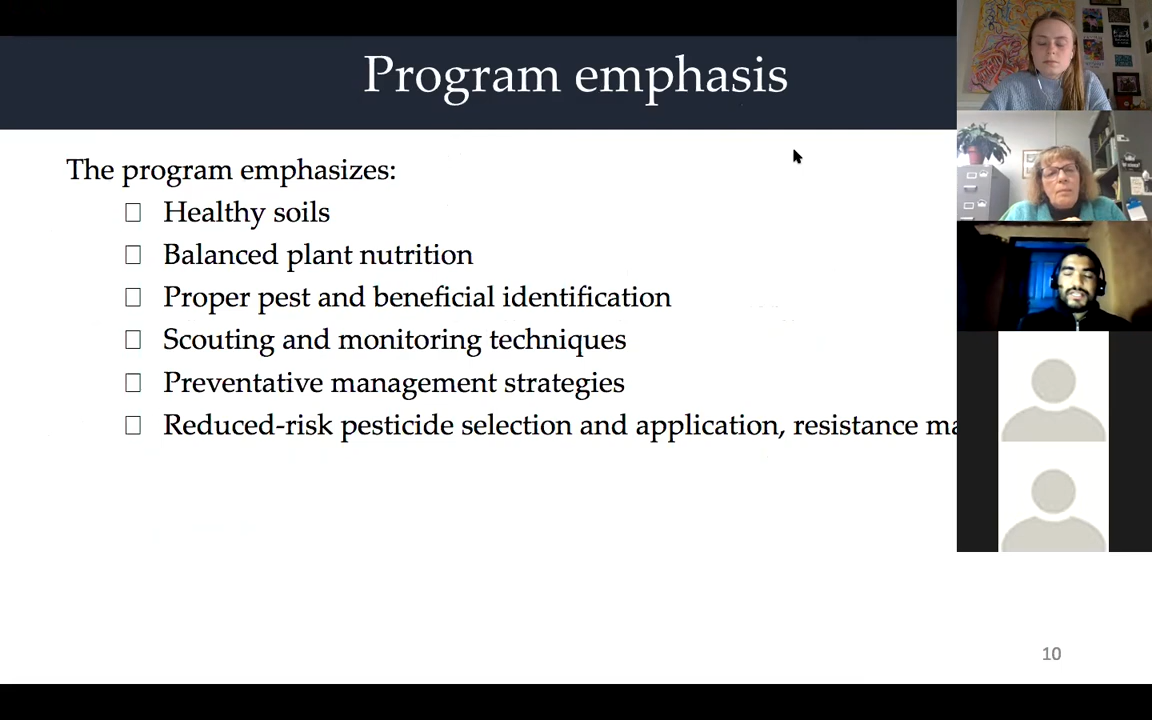 Program emphasis
The program emphasizes:
Healthy soils
Balanced plant nutrition
Proper pest and beneficial identification
Scouting and monitoring techniques
Preventative management strategies
Reduced-risk pesticide selection and application, resistance
10